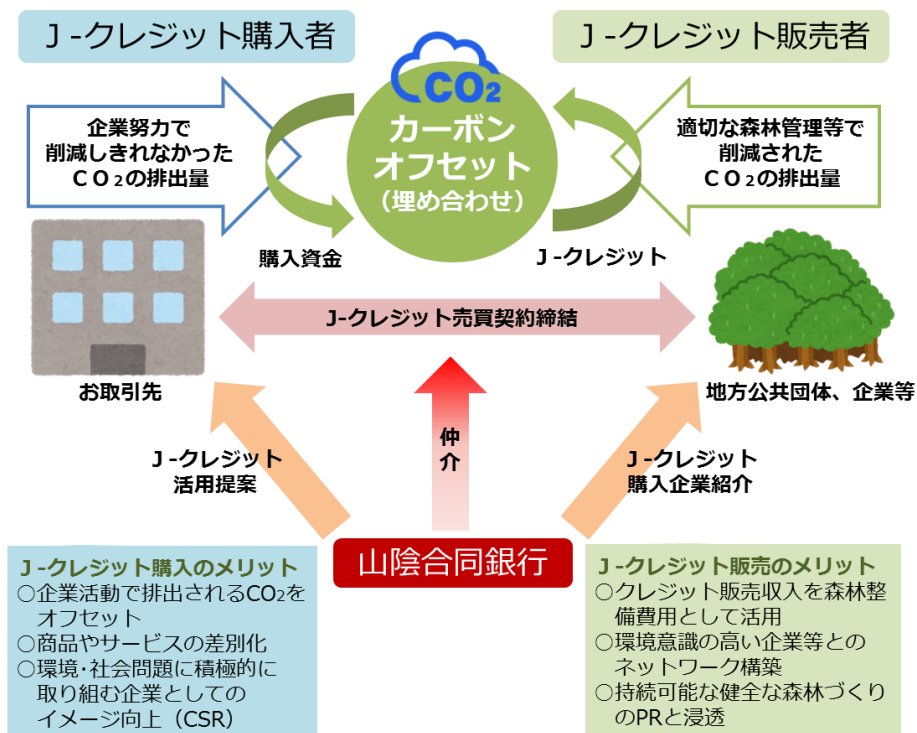 J-クレジット購入者
J-クレジット販売者
CO2
カーボン
オフセット
（埋め合わせ）
企業努力で
削減しきれなかった
ＣＯ₂の排出量
適切な森林管理等で
削減された
ＣＯ₂の排出量
購入資金
J-クレジット
J-クレジット売買契約締結
お取引先
地方公共団体、企業等
J-クレジット
活用提案
仲
介
J-クレジット
購入企業紹介
山陰合同銀行
J-クレジット購入のメリット
○企業活動で排出されるCO₂を
オフセット
○商品やサービスの差別化
○環境・社会問題に積極的に
取り組む企業としての
イメージ向上（CSR）
J-クレジット販売のメリット
○クレジット販売収入を森林整
備費用として活用
○環境意識の高い企業等との
ネットワーク構築
○持続可能な健全な森林づくり
のPRと浸透